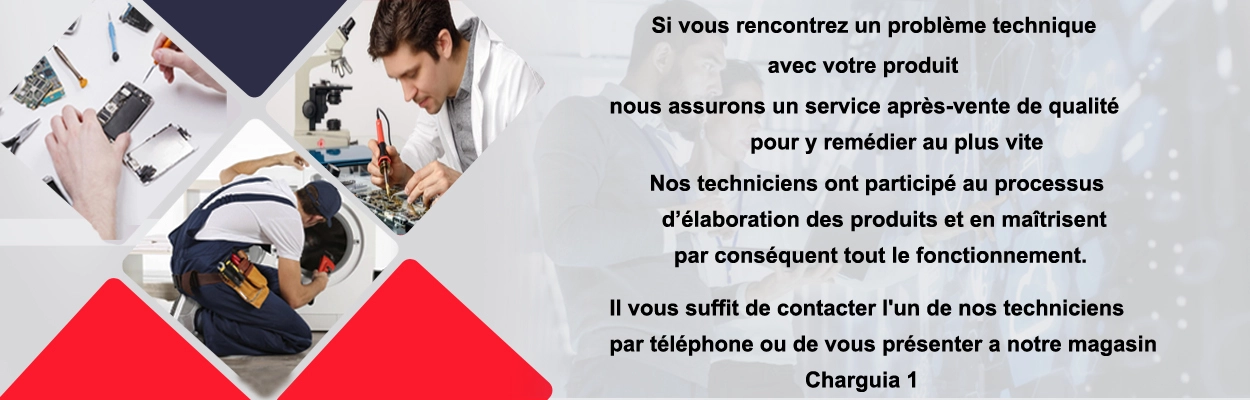 Si vous rencontrez un problème technique
avec votre produit
nous assurons un service après-vente de qualité
pour y remédier au plus vite
Nos techniciens ont participé au processus
d’élaboration des produits et en maîtrisent
par conséquent tout le fonctionnement.
Il vous suffit de contacter l'un de nos techniciens
par téléphone ou de vous présenter a notre magasin
Charguia 1